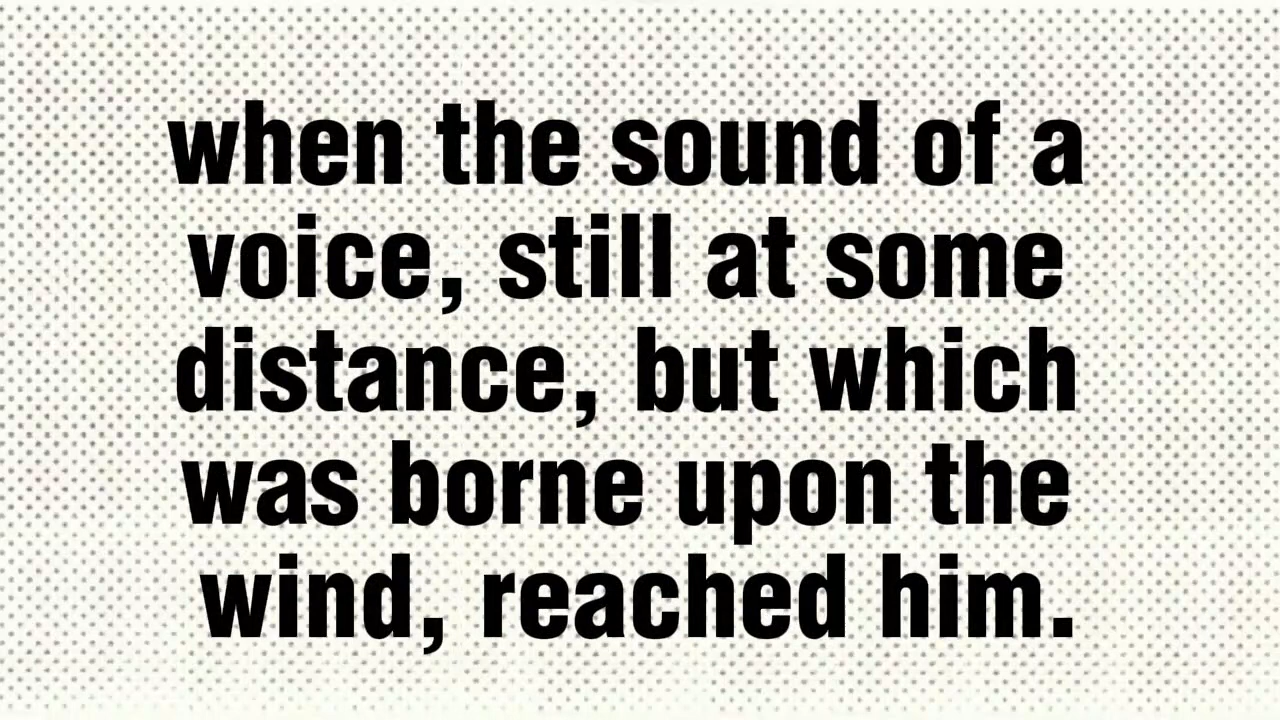 when the sound of a
voice, still at some
distance, but which
was borne upon the
wind, reached him.